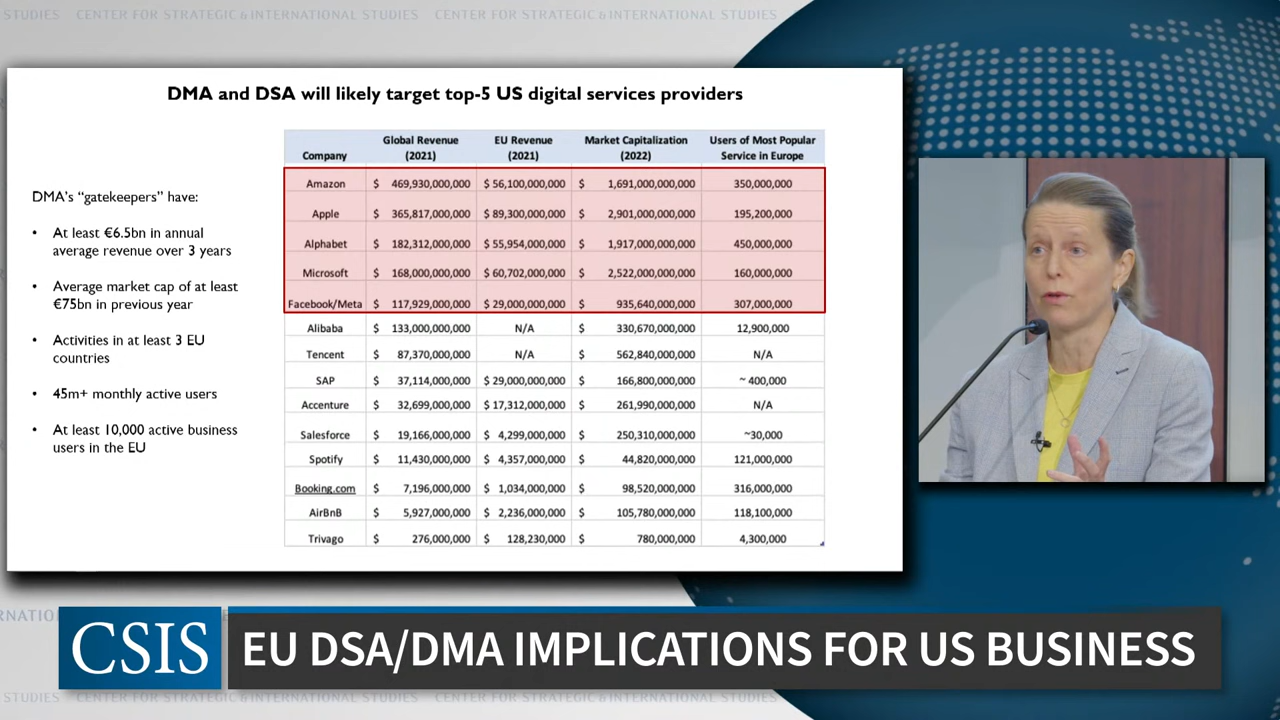 STUDIES CENTER FOR STRATEGIC & INTERNATIONAL STUDIES CENTER FOR STRATEGIC & INTERNATIONAL STUDIES
DMA and DSA will likely target top-5 US digital services providers
DMA's "gatekeepers" have:
• At least €6.5bn in annual
average revenue over 3 years
• Average market cap of at least
€75bn in previous year
• Activities in at least 3 EU
countries
• 45m+ monthly active users
• At least 10,000 active business
users in the EU
Company Global Revenue (2021) EU Revenue (2021) Market Capitalization (2022) Users of Most Popular Service in Europe
Amazon $ 469,930,000,000 $ 56,100,000,000 $ 1,691,000,000,000 350,000,000
Apple $ 365,817,000,000 $ 89,300,000,000 $ 2,901,000,000,000 195,200,000
Alphabet $ 182,312,000,000 $ 55,954,000,000 $ 1,917,000,000,000 450,000,000
Microsoft $ 168,000,000,000 $ 60,702,000,000 $ 2,522,000,000,000 160,000,000
Facebook/Meta $ 117,929,000,000 $ 29,000,000,000 $ 935,640,000,000 307,000,000
Alibaba $ 133,000,000,000 N/A $ 330,670,000,000 12,900,000
Tencent $ 87,370,000,000 N/A $ 562,840,000,000 N/A
SAP $ 37,114,000,000 $ 29,000,000,000 $ 166,800,000,000 ~ 400,000
Accenture $ 32,699,000,000 $ 17,312,000,000 $ 261,990,000,000 N/A
Salesforce $ 19,166,000,000 $ 4,299,000,000 $ 250,310,000,000 ~30,000
Spotify $ 11,430,000,000 $ 4,357,000,000 $ 44,820,000,000 121,000,000
Booking.com $ 7,196,000,000 $ 1,034,000,000 $ 98,520,000,000 316,000,000
AirBnB $ 5,927,000,000 $ 2,236,000,000 $ 105,780,000,000 118,100,000
Trivago $ 276,000,000 $ 128,230,000 $ 780,000,000 4,300,000
CSIS EU DSA/DMA IMPLICATIONS FOR US BUSINESS
STUDIES CENTER FOR STRATEGIC & INTERNATIONAL STUDIES CENTER FOR STRATEGIC & INTERNATIONAL STUDIES